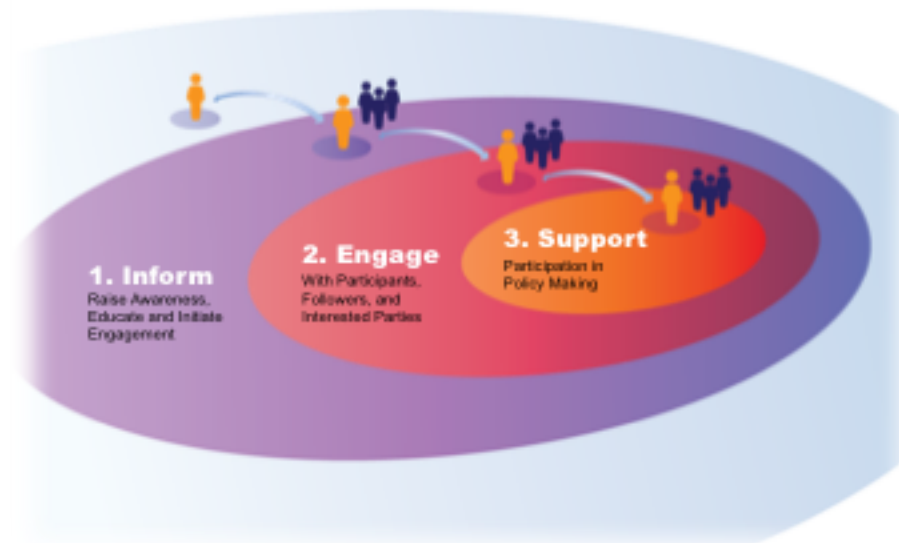 1. Inform
Raise Awareness,
Educate and Initiate
Engagement
2. Engage
With Participants,
Followers, and
Interested Parties
3. Support
Participation in
Policy Making